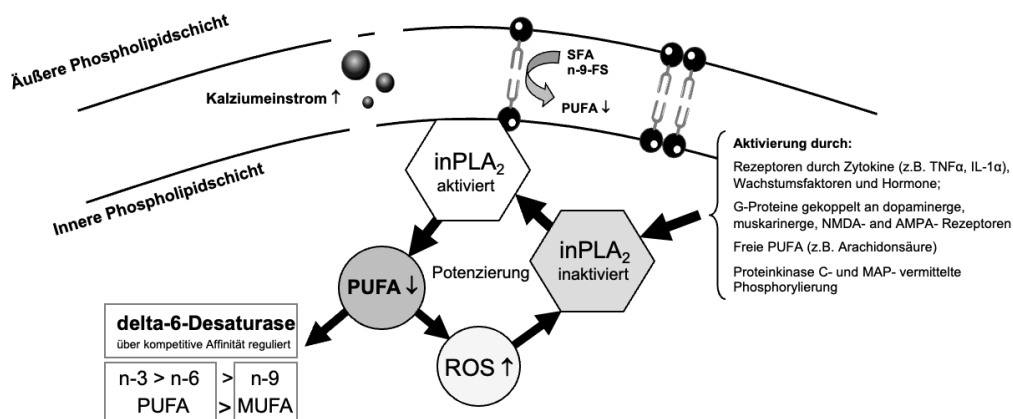 Äußere Phospholipidschicht
Kalziumeinstrom ↑
SFA
n-9-FS
PUFA ↓
Innere Phospholipidschicht
inPLA₂
aktiviert
Aktivierung durch:
Rezeptoren durch Zytokine (z.B. TNFα, IL-1α),
Wachstumsfaktoren und Hormone;
G-Proteine gekoppelt an dopaminerge,
muskarinerge, NMDA- and AMPA- Rezeptoren
Freie PUFA (z.B. Arachidonsäure)
Proteinkinase C- und MAP- vermittelte
Phosphorylierung
inPLA₂
inaktiviert
Potenzierung
PUFA ↓
ROS ↑
delta-6-Desaturase
über kompetitive Affinität reguliert
n-3 > n-6 > n-9
PUFA > MUFA